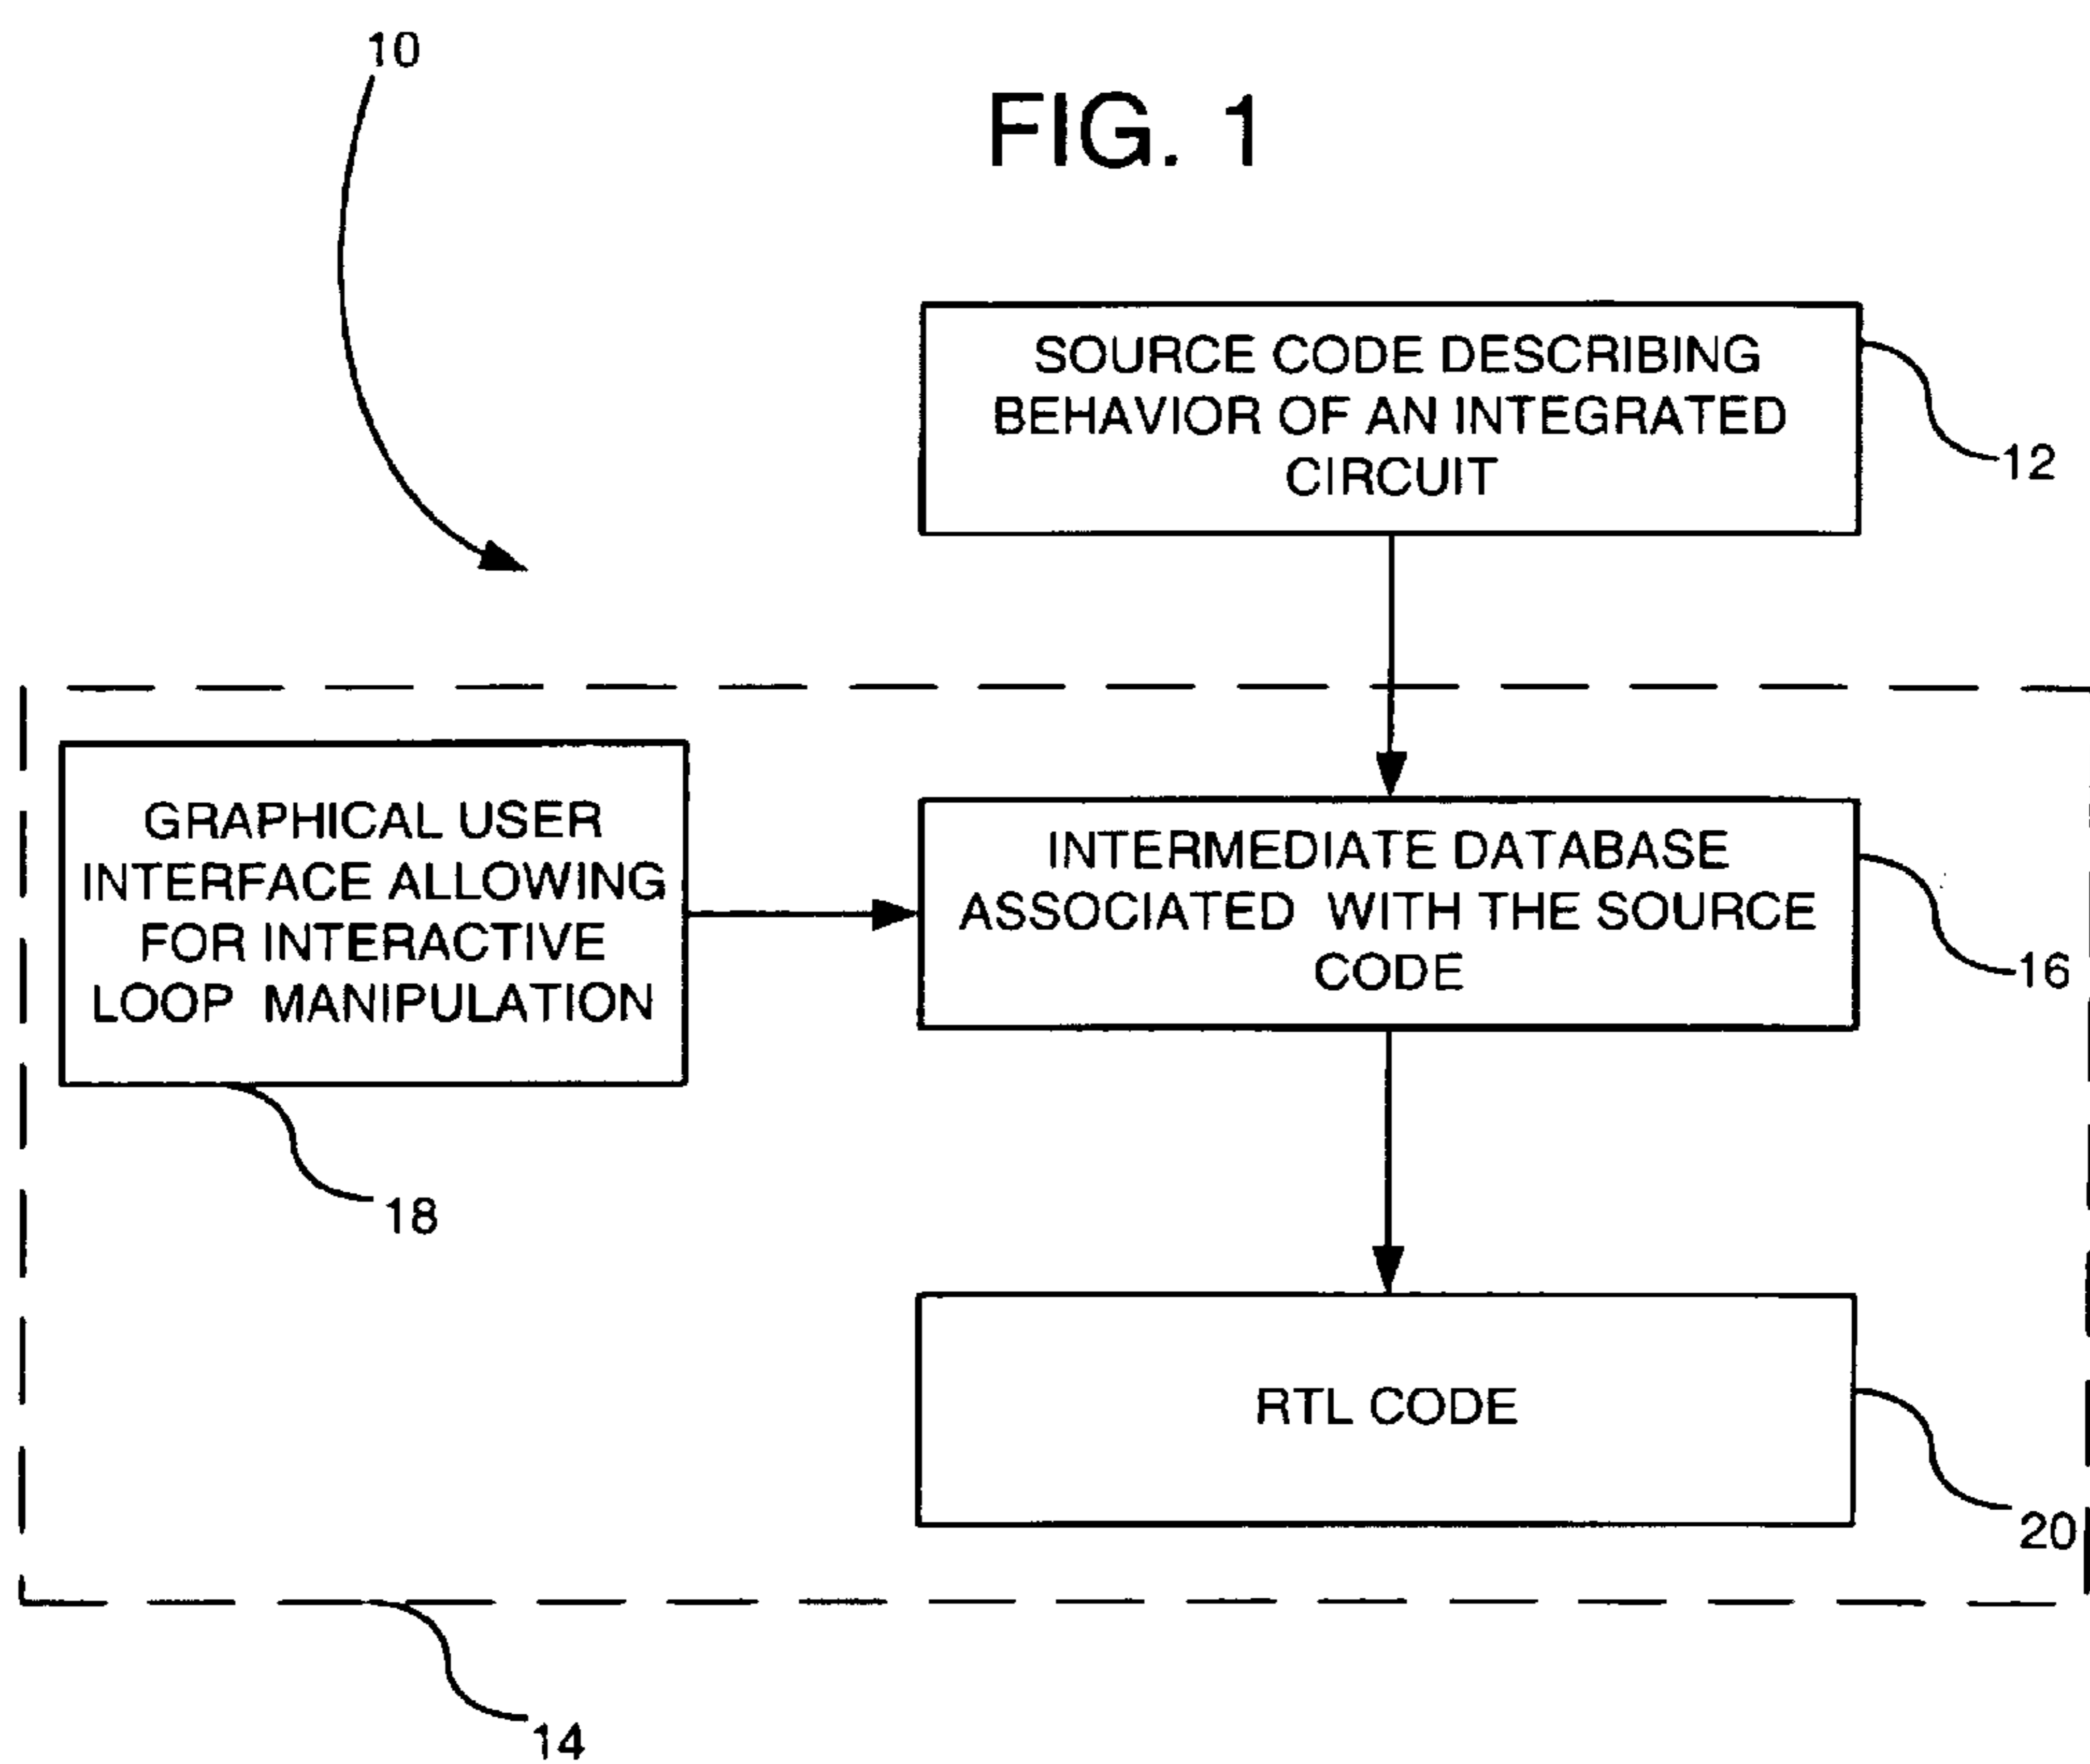 10
FIG. 1
SOURCE CODE DESCRIBING
BEHAVIOR OF AN INTEGRATED
CIRCUIT
12
GRAPHICAL USER
INTERFACE ALLOWING
FOR INTERACTIVE
LOOP MANIPULATION
18
INTERMEDIATE DATABASE
ASSOCIATED WITH THE SOURCE
CODE
16
RTL CODE
20
14